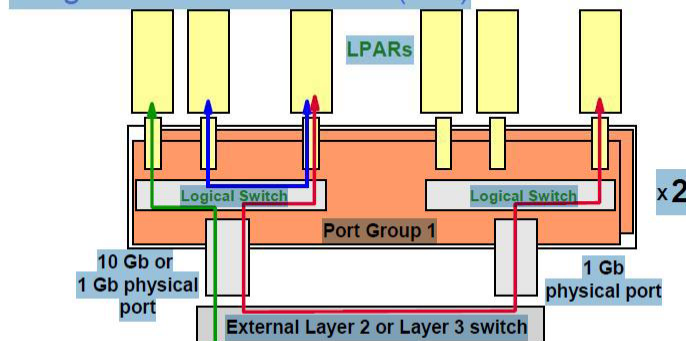 LPARs
Logical Switch
Logical Switch
x 2
Port Group 1
10 Gb or
1 Gb physical
port
1 Gb
physical port
External Layer 2 or Layer 3 switch